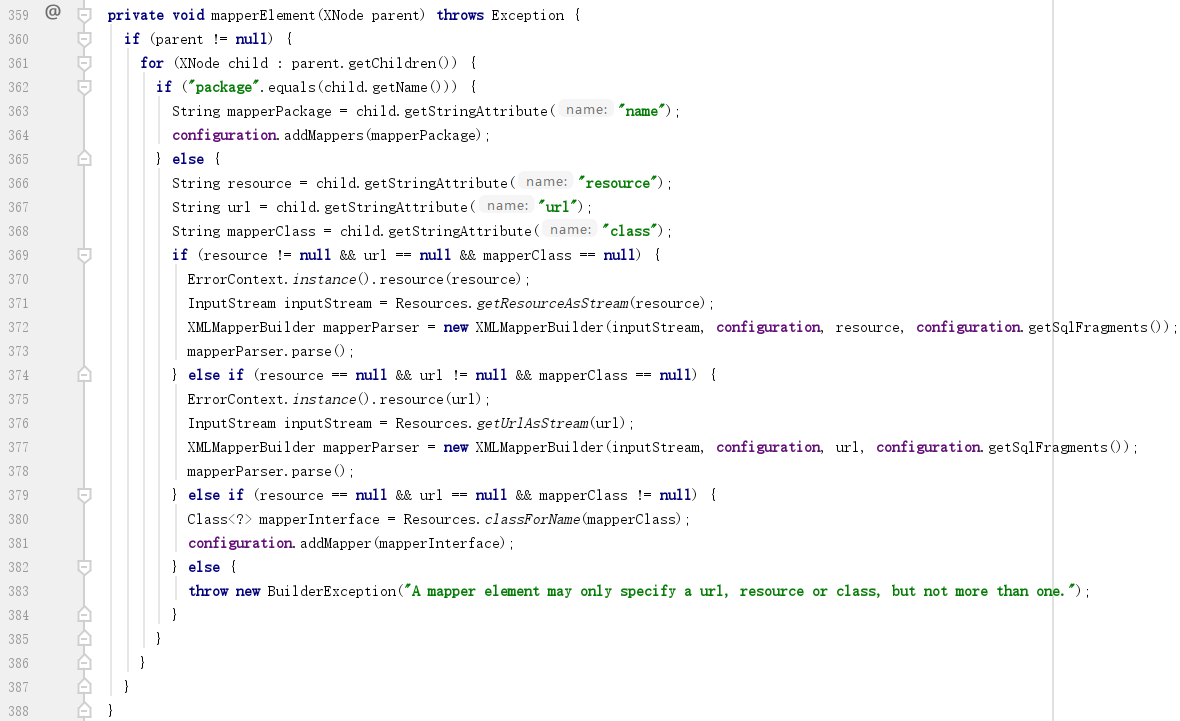 359 @ private void mapperElement(XNode parent) throws Exception {
360 if (parent != null) {
361 for (XNode child : parent.getChildren()) {
362 if ("package".equals(child.getName())) {
363 String mapperPackage = child.getStringAttribute( name: "name");
364 configuration.addMappers(mapperPackage);
365 } else {
366 String resource = child.getStringAttribute( name: "resource");
367 String url = child.getStringAttribute( name: "url");
368 String mapperClass = child.getStringAttribute( name: "class");
369 if (resource != null && url == null && mapperClass == null) {
370 ErrorContext.instance().resource(resource);
371 InputStream inputStream = Resources.getResourceAsStream(resource);
372 XMLMapperBuilder mapperParser = new XMLMapperBuilder(inputStream, configuration, resource, configuration.getSqlFragments());
373 mapperParser.parse();
374 } else if (resource == null && url != null && mapperClass == null) {
375 ErrorContext.instance().resource(url);
376 InputStream inputStream = Resources.getUrlAsStream(url);
377 XMLMapperBuilder mapperParser = new XMLMapperBuilder(inputStream, configuration, url, configuration.getSqlFragments());
378 mapperParser.parse();
379 } else if (resource == null && url == null && mapperClass != null) {
380 Class<?> mapperInterface = Resources.classForName(mapperClass);
381 configuration.addMapper(mapperInterface);
382 } else {
383 throw new BuilderException("A mapper element may only specify a url, resource or class, but not more than one.");
384 }
385 }
386 }
387 }
388 }